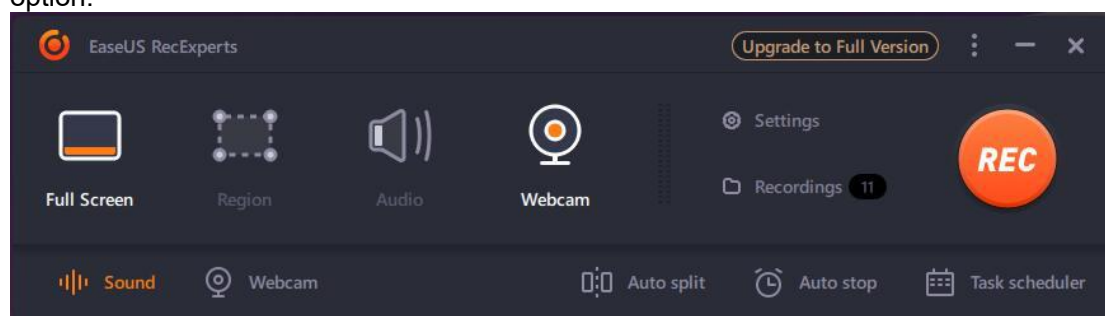 option.
EaseUS RecExperts
Upgrade to Full Version
Settings
REC
Recordings 11
Full Screen
Region
Audio
Webcam
Sound
Webcam
Auto split
Auto stop
Task scheduler